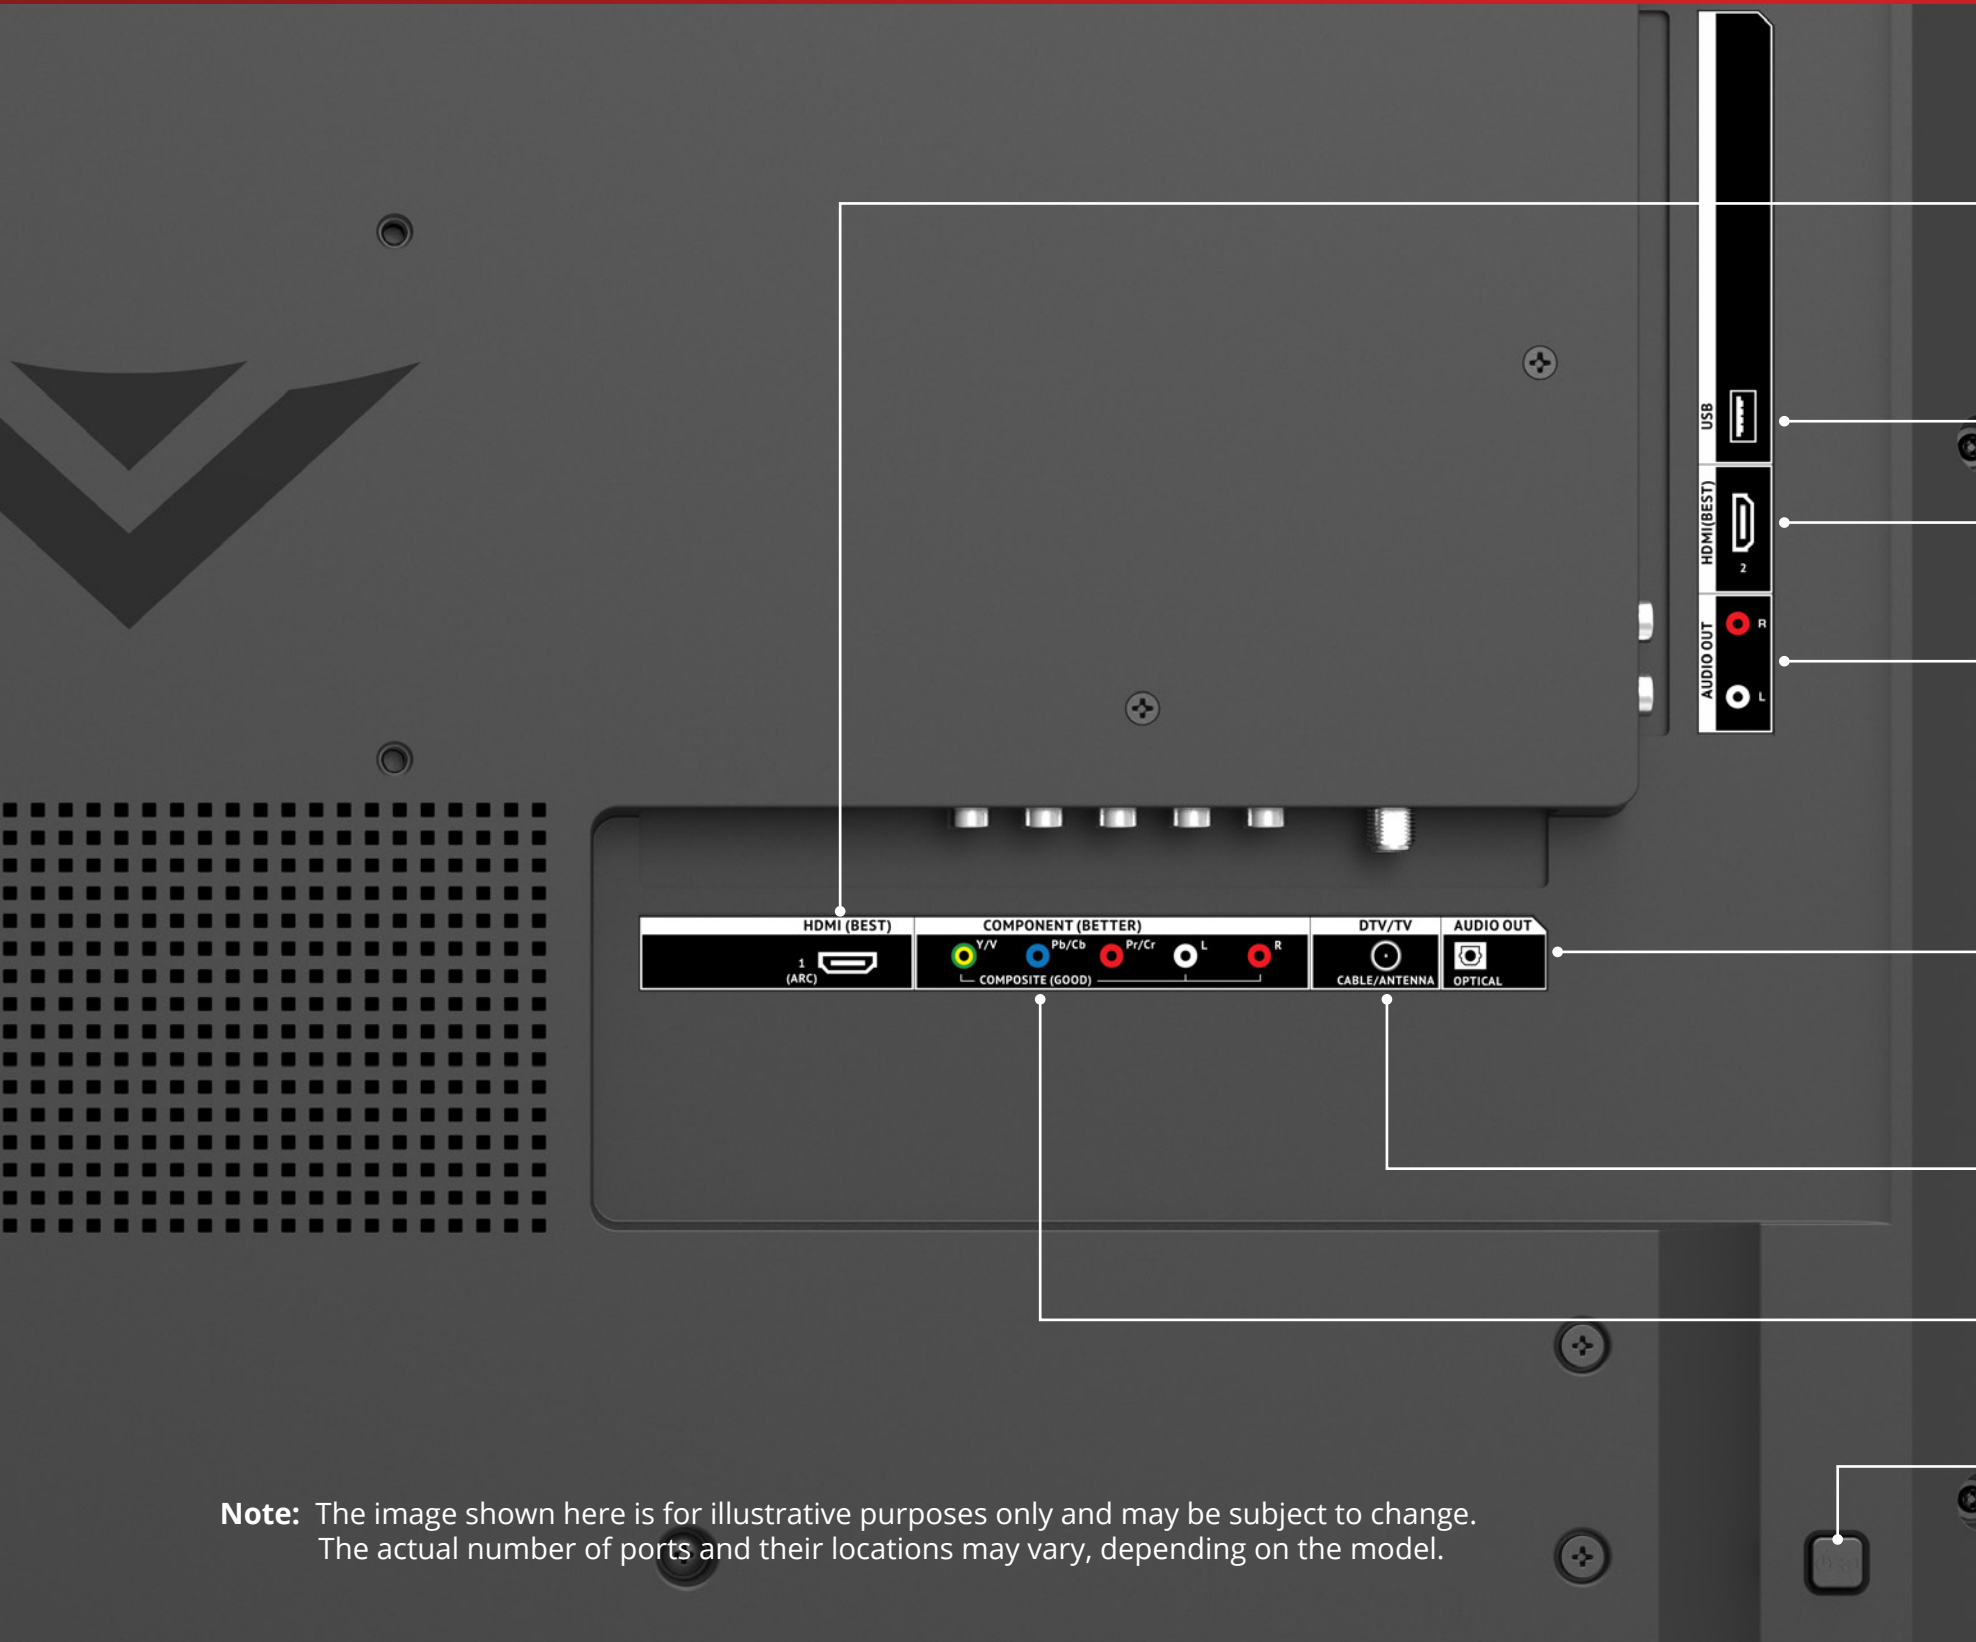 USB
HDMI(BEST)
2
AUDIO OUT
R
L
HDMI (BEST)
1
(ARC)
COMPONENT (BETTER)
Y/V Pb/Cb Pr/Cr L R
COMPOSITE (GOOD)
DTV/TV
CABLE/ANTENNA
AUDIO OUT
OPTICAL
Note: The image shown here is for illustrative purposes only and may be subject to change.
The actual number of ports and their locations may vary, depending on the model.